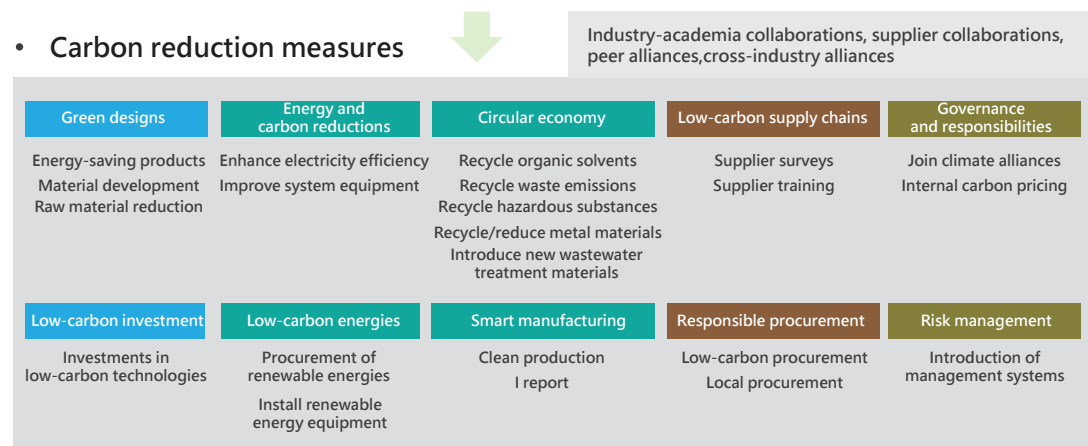 • Carbon reduction measures
Industry-academia collaborations, supplier collaborations,
peer alliances,cross-industry alliances
Green designs
Energy-saving products
Material development
Raw material reduction
Energy and
carbon reductions
Enhance electricity efficiency
Improve system equipment
Circular economy
Recycle organic solvents
Recycle waste emissions
Recycle hazardous substances
Recycle/reduce metal materials
Introduce new wastewater
treatment materials
Low-carbon supply chains
Supplier surveys
Supplier training
Governance
and responsibilities
Join climate alliances
Internal carbon pricing
Low-carbon investment
Investments in
low-carbon technologies
Low-carbon energies
Procurement of
renewable energies
Install renewable
energy equipment
Smart manufacturing
Clean production
I report
Responsible procurement
Low-carbon procurement
Local procurement
Risk management
Introduction of
management systems